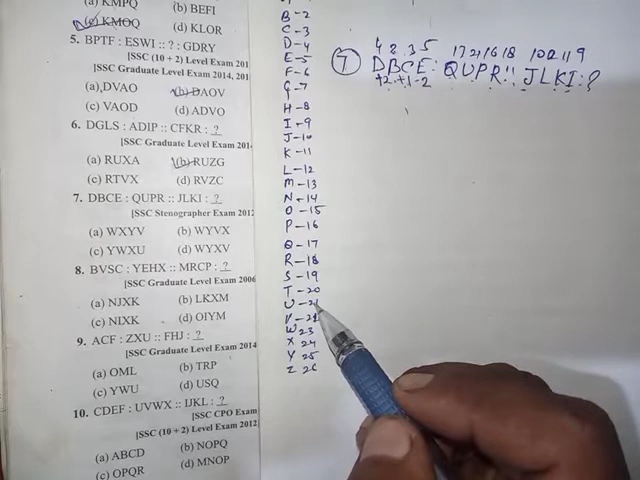 (a) KMPQ (b) BEFI
(c) KMOQ (d) KLOR
5. BPTF : ESWI :: ? : GDRY
[SSC (10 + 2) Level Exam 201
[SSC Graduate Level Exam 2014, 201
(a) DVAO (b) DAOV
(c) VAOD (d) ADVO
6. DGLS : ADIP :: CFKR : ?
[SSC Graduate Level Exam 201
(a) RUXA (b) RUZG
(c) RTVX (d) RVZC
7. DBCE : QUPR :: JLKI : ?
[SSC Stenographer Exam 201
(a) WXYV (b) WYVX
(c) YWXU (d) WYXV
8. BVSC : YEHX :: MRCP : ?
[SSC Graduate Level Exam 2006
(a) NJXK (b) LKXM
(c) NIXK (d) OIYM
9. ACF : ZXU :: FHJ : ?
[SSC Graduate Level Exam 2014
(a) OML (b) TRP
(c) YWU (d) USQ
10. CDEF : UVWX :: IJKL : ?
[SSC CPO Exam
[SSC (10 + 2) Level Exam 2012
(a) ABCD (b) NOPQ
(c) OPQR (d) MNOP
B-2
C-3
D-4
E-5
F-6
G-7
H-8
I-9
J-10
K-11
L-12
M-13
N-14
O-15
P-16
Q-17
R-18
S-19
T-20
U-21
V-22
W 23
X 24
Y 25
Z 26
4 2 3 5 17 21 16 18 10 12 11 9
7 DBCE: QUPR:: JLKI:?
+2 +1-2